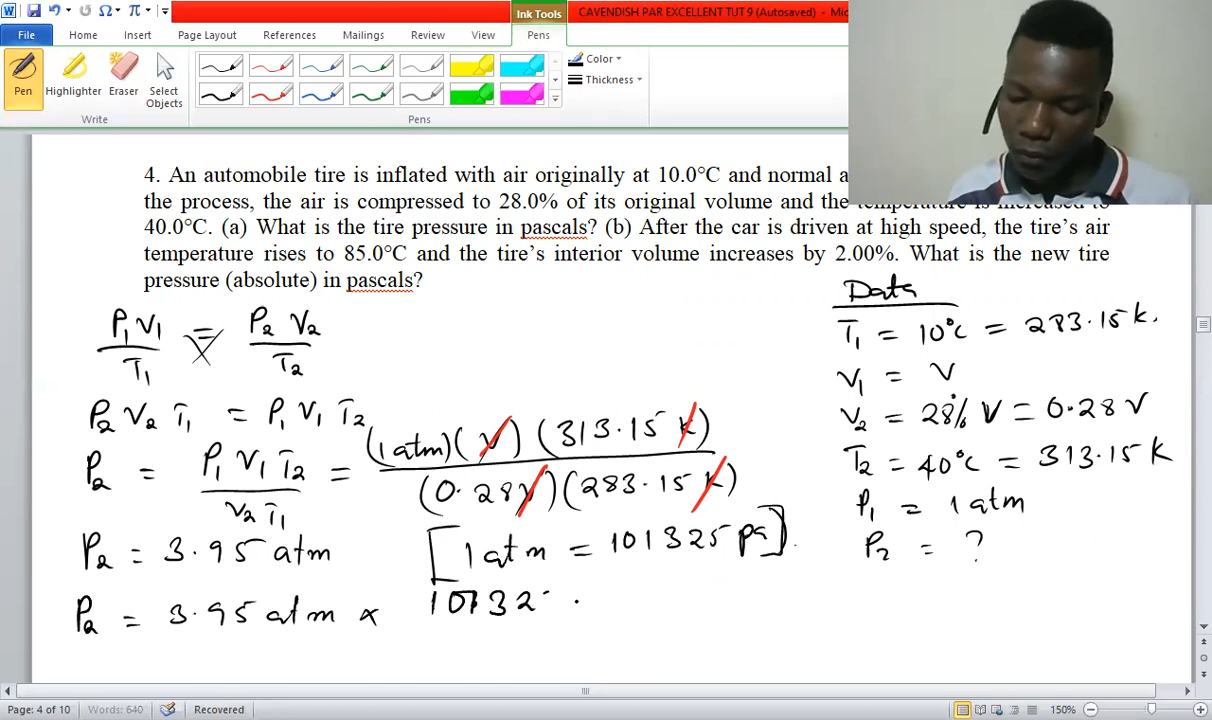 Ink Tools
CAVENDISH PAR EXCELLENT TUT 9 (Autosaved) -
File Home Insert Page Layout References Mailings Review View Pens
Pen Highlighter Eraser Select Objects
Color
Thickness
Write Pens
4. An automobile tire is inflated with air originally at 10.0°C and normal
the process, the air is compressed to 28.0% of its original volume and the temperature is increased to
40.0°C. (a) What is the tire pressure in pascals? (b) After the car is driven at high speed, the tire's air
temperature rises to 85.0°C and the tire's interior volume increases by 2.00%. What is the new tire
pressure (absolute) in pascals?
P₁V₁/T₁ = P₂V₂/T₂
P₂ V₂ T₁ = P₁ V₁ T₂
P₂ = P₁ V₁ T₂/V₂ T₁ = (1 atm)(V)(313.15 K)/(0.28V)(283.15 K)
P₂ = 3.95 atm
[1 atm = 101325 pa].
P₂ = 3.95 atm × 10132
Data
T₁ = 10°C = 283.15 K.
V₁ = V
V₂ = 28% V = 0.28 V
T₂ = 40°C = 313.15 K
P₁ = 1 atm
P₂ = ?
Page: 4 of 10 Words: 640 Recovered 150%